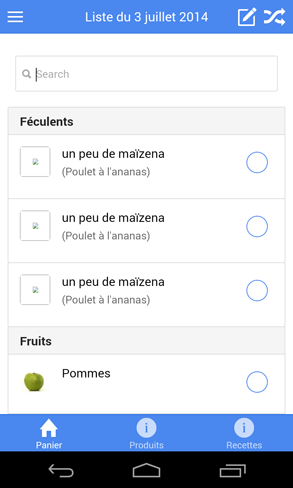 Liste du 3 juillet 2014
Search
Féculents
un peu de maïzena
(Poulet à l'ananas)
un peu de maïzena
(Poulet à l'ananas)
un peu de maïzena
(Poulet à l'ananas)
Fruits
Pommes
Panier
Produits
Recettes